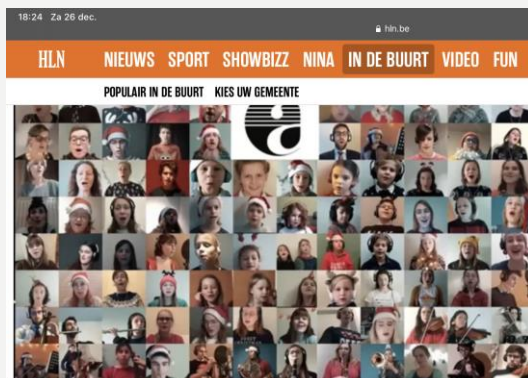 18:24 Za 26 dec.
hln.be
HLN NIEUWS SPORT SHOWBIZZ NINA IN DE BUURT VIDEO FUN
POPULAIR IN DE BUURT KIES UW GEMEENTE
a